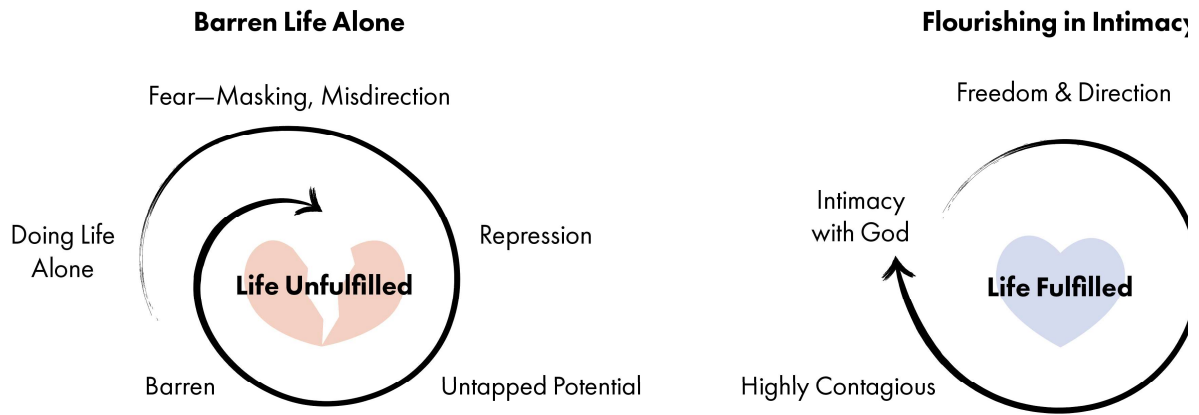 Barren Life Alone
Fear—Masking, Misdirection
Doing Life
Alone
Repression
Life Unfulfilled
Barren
Untapped Potential
Flourishing in Intimacy
Freedom & Direction
Intimacy
with God
Life Fulfilled
Highly Contagious